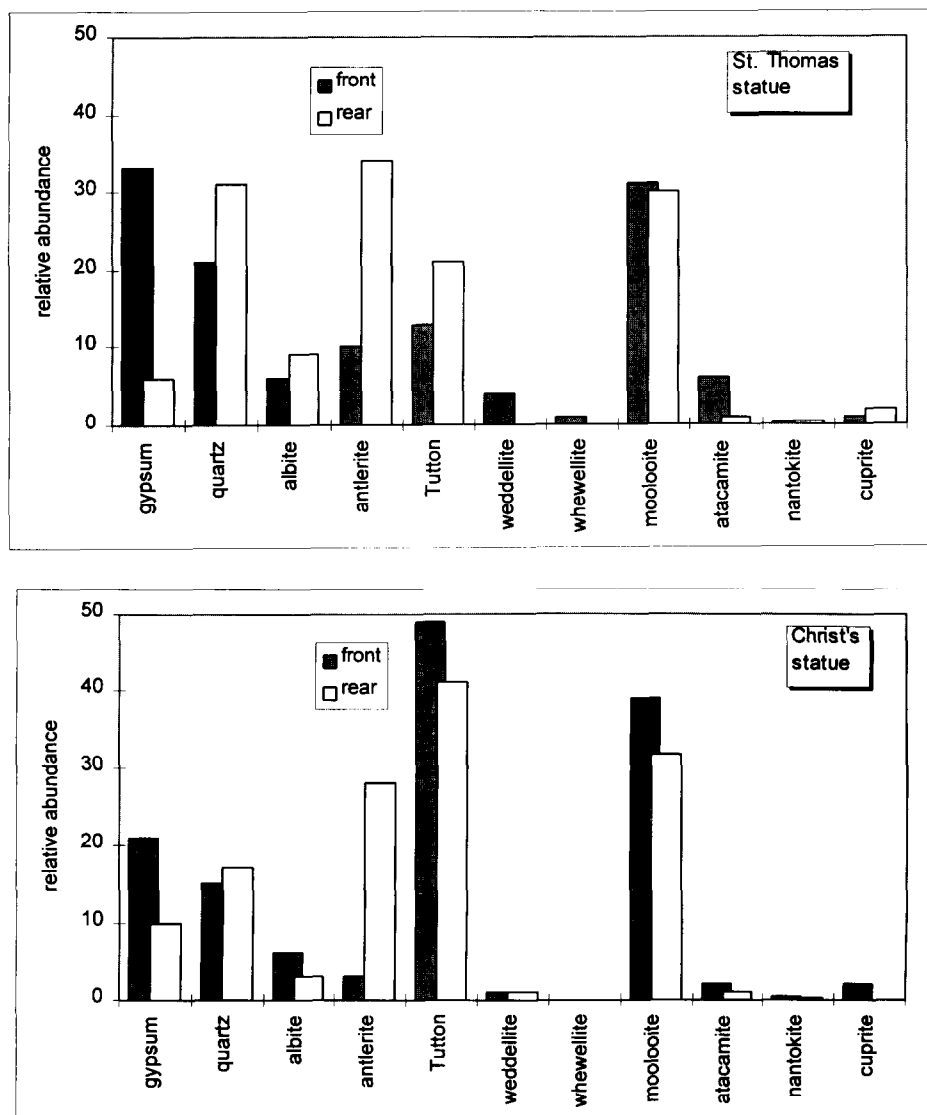 50
40
30
20
10
0
relative abundance
front
rear
St. Thomas
statue
gypsum
quartz
albite
antlerite
Tutton
weddellite
whewellite
moolooite
atacamite
nantokite
cuprite
50
40
30
20
10
0
relative abundance
front
rear
Christ's
statue
gypsum
quartz
albite
antlerite
Tutton
weddellite
whewellite
moolooite
atacamite
nantokite
cuprite